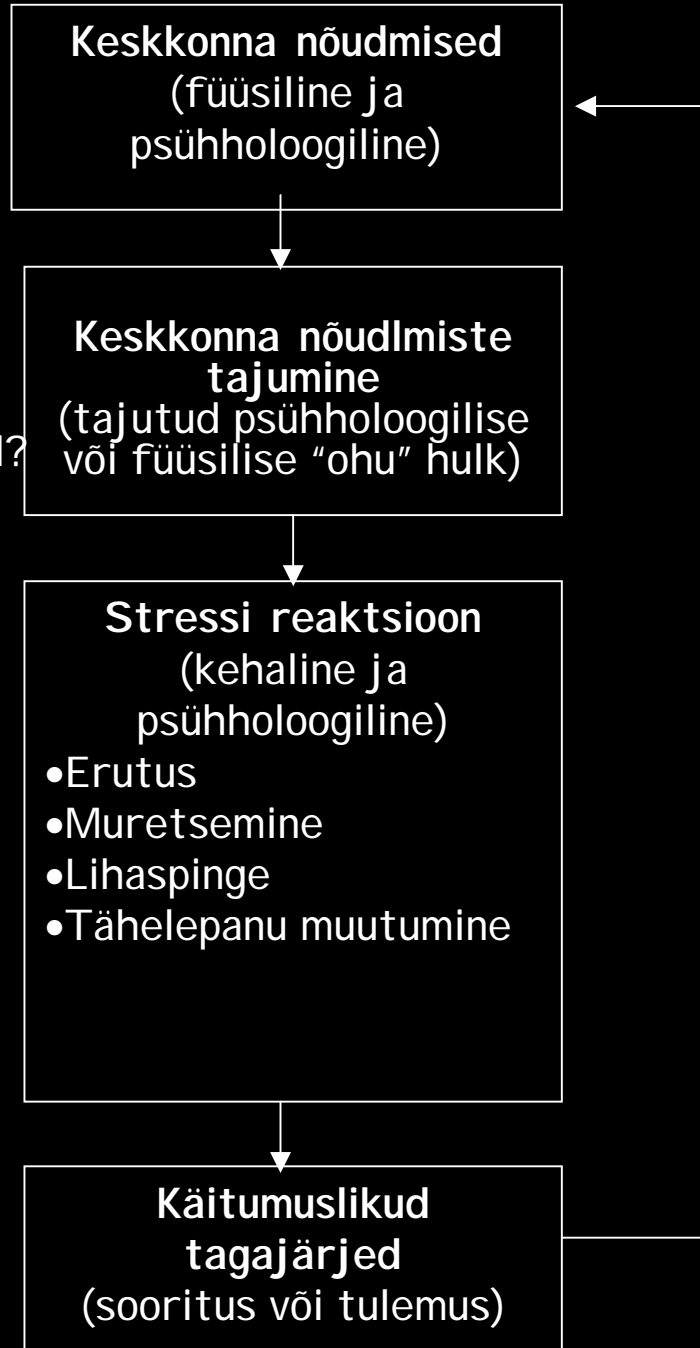 Keskkonna nõudmised
(füüsiline ja
psühholoogiline)
Keskkonna nõudlmiste
tajumine
(tajutud psühholoogilise
või füüsilise “ohu” hulk)
Stressi reaktsioon
(kehaline ja
psühholoogiline)
•Erutus
•Muretsemine
•Lihaspinge
•Tähelepanu muutumine
Käitumuslikud
tagajärjed
(sooritus või tulemus)